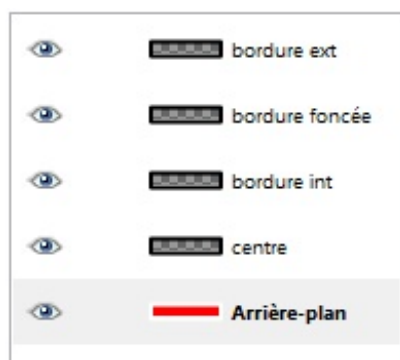 bordure ext
bordure foncée
bordure int
centre
Arrière-plan